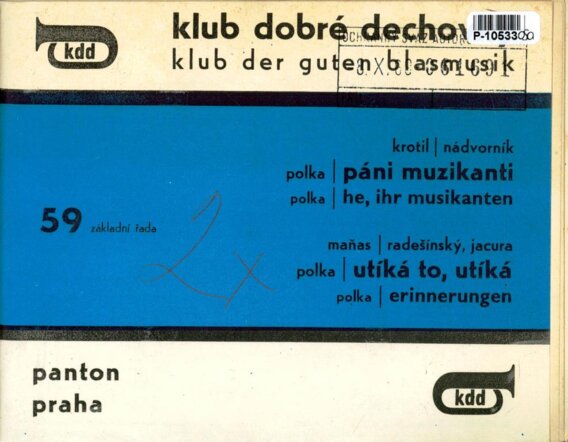 kdd
klub dobré dechov
klub der guten blasmusik
P-10533
krotil | nádvorník
polka | páni muzikanti
polka | he, ihr musikanten
59 základní řada
2x
maňas | radešínský, jacura
polka | utíká to, utíká
polka | erinnerungen
panton
praha
kdd